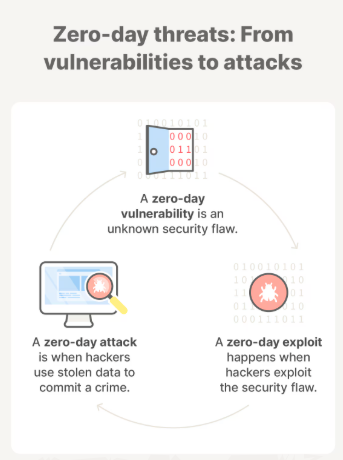 Zero-day threats: From
vulnerabilities to attacks
A zero-day
vulnerability is an
unknown security flaw.
A zero-day attack
is when hackers
use stolen data to
commit a crime.
A zero-day exploit
happens when
hackers exploit
the security flaw.